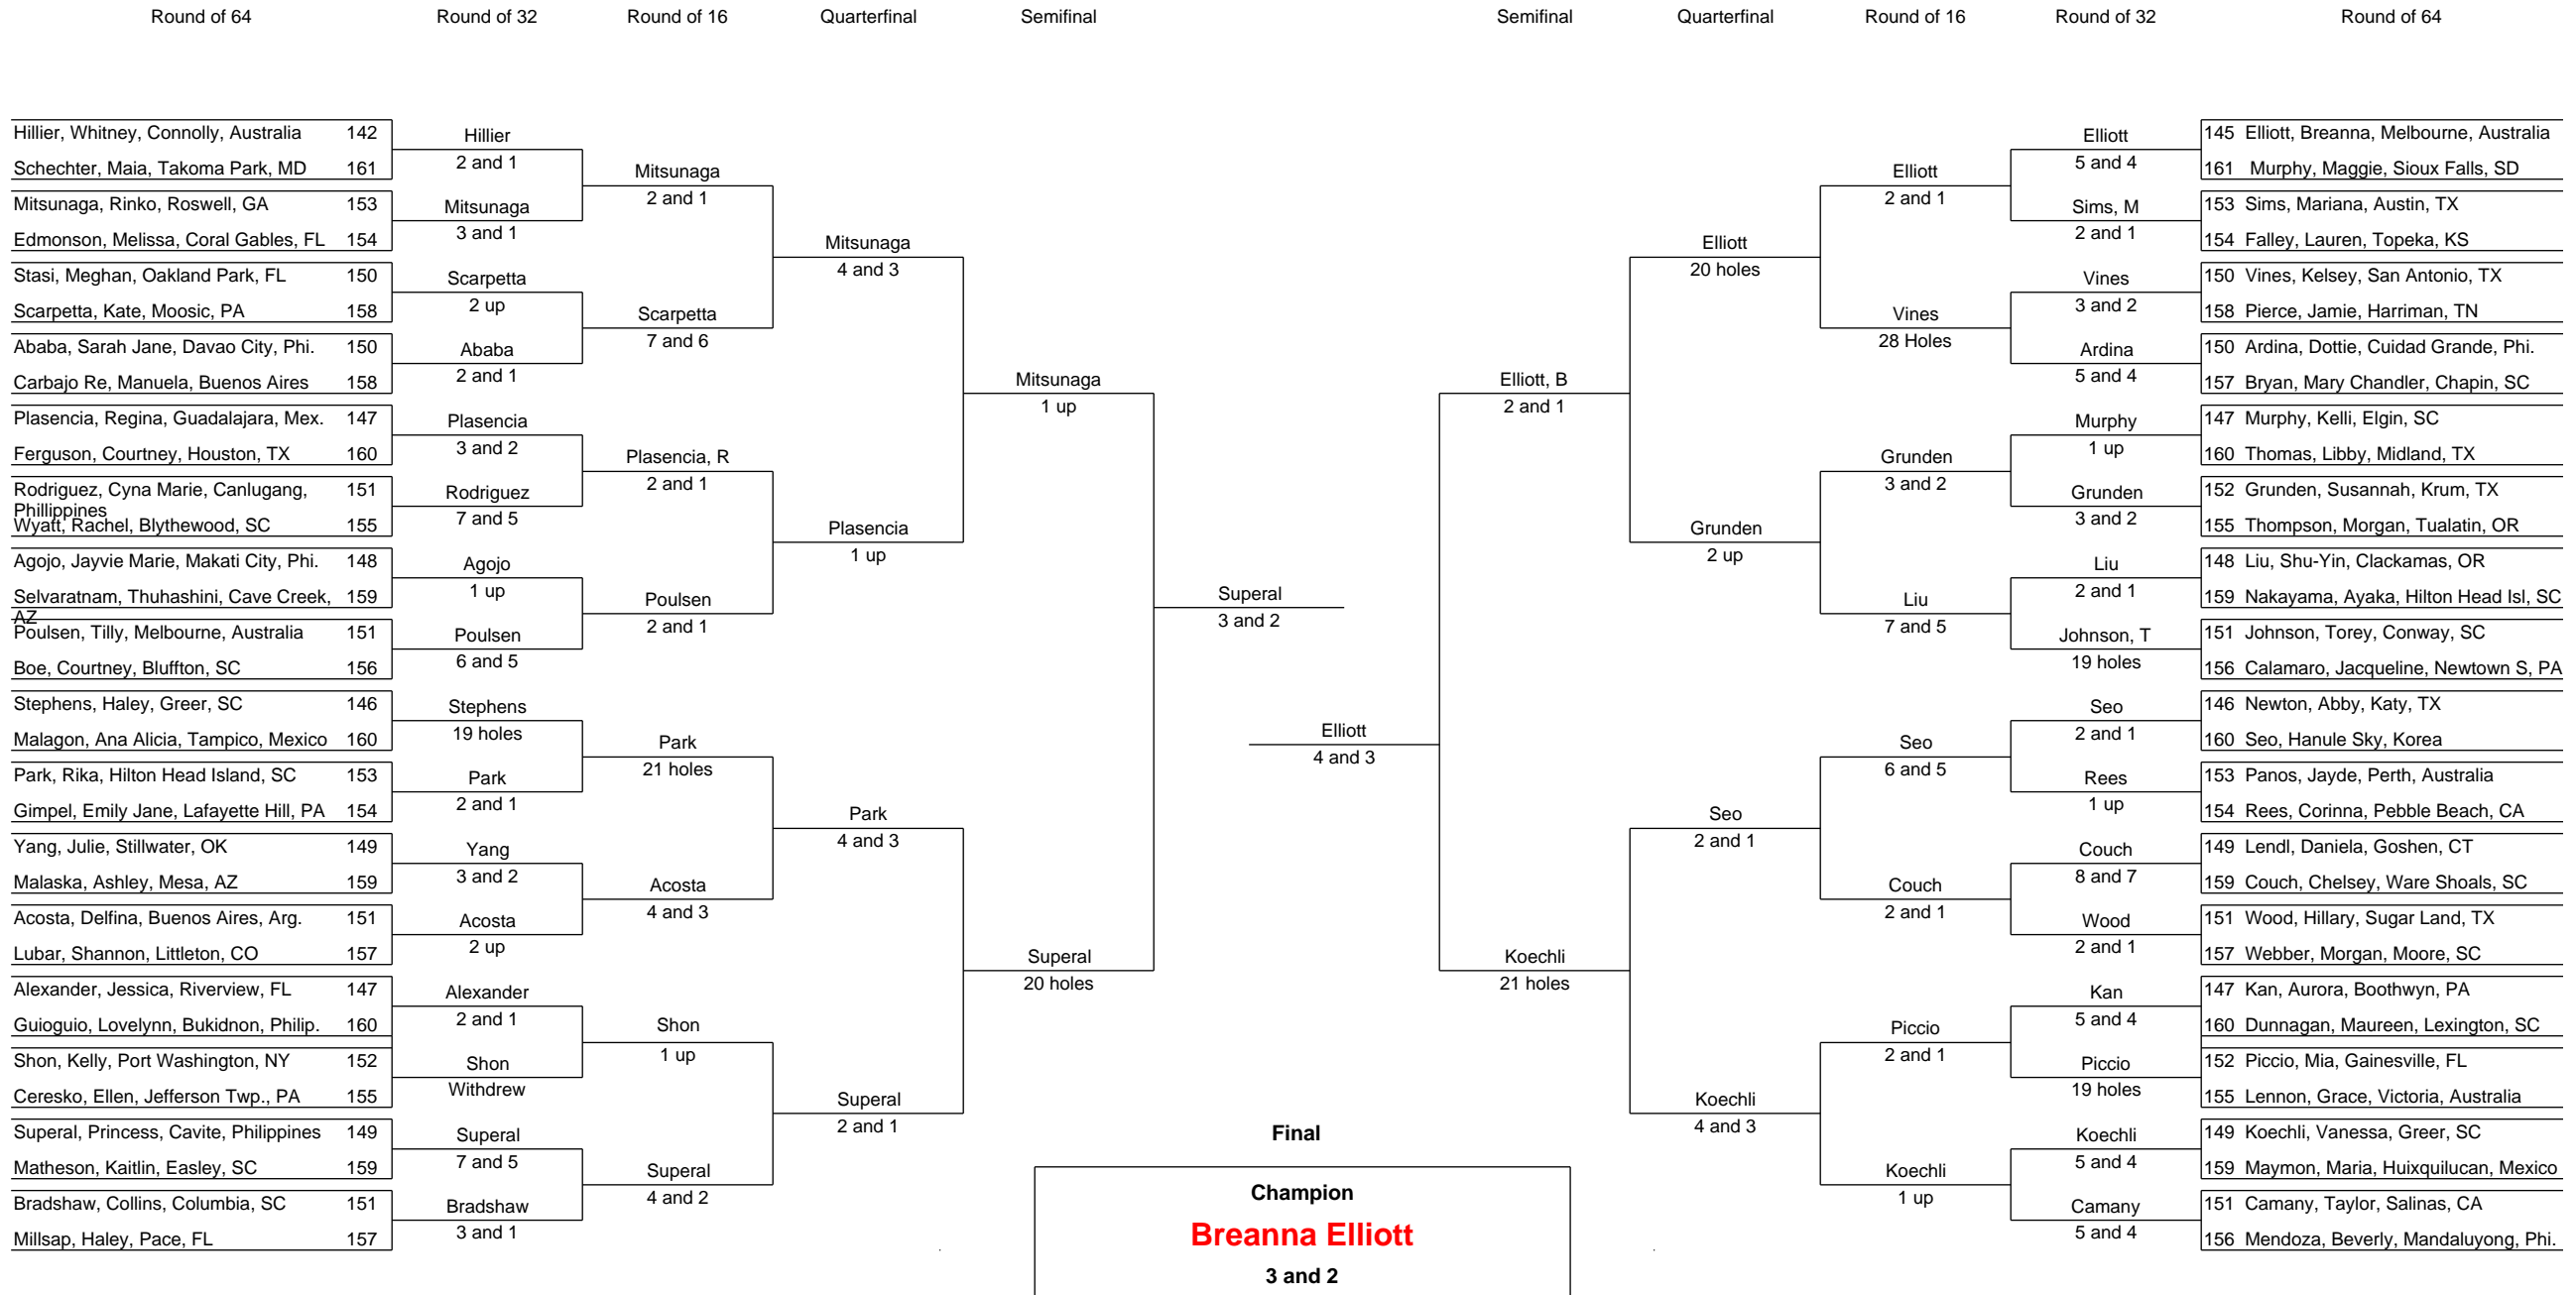 Round of 64 Round of 32 Round of 16 Quarterfinal Semifinal Semifinal Quarterfinal Round of 16 Round of 32 Round of 64
Hillier, Whitney, Connolly, Australia 142
Schechter, Maia, Takoma Park, MD 161
Mitsunaga, Rinko, Roswell, GA 153
Edmonson, Melissa, Coral Gables, FL 154
Stasi, Meghan, Oakland Park, FL 150
Scarpetta, Kate, Moosic, PA 158
Ababa, Sarah Jane, Davao City, Phi. 150
Carbajo Re, Manuela, Buenos Aires 158
Plasencia, Regina, Guadalajara, Mex. 147
Ferguson, Courtney, Houston, TX 160
Rodriguez, Cyna Marie, Canlugang, 151
Phillippines
Wyatt, Rachel, Blythewood, SC 155
Agojo, Jayvie Marie, Makati City, Phi. 148
Selvaratnam, Thuhashini, Cave Creek, 159
AZ
Poulsen, Tilly, Melbourne, Australia 151
Boe, Courtney, Bluffton, SC 156
Stephens, Haley, Greer, SC 146
Malagon, Ana Alicia, Tampico, Mexico 160
Park, Rika, Hilton Head Island, SC 153
Gimpel, Emily Jane, Lafayette Hill, PA 154
Yang, Julie, Stillwater, OK 149
Malaska, Ashley, Mesa, AZ 159
Acosta, Delfina, Buenos Aires, Arg. 151
Lubar, Shannon, Littleton, CO 157
Alexander, Jessica, Riverview, FL 147
Guioguio, Lovelynn, Bukidnon, Philip. 160
Shon, Kelly, Port Washington, NY 152
Ceresko, Ellen, Jefferson Twp., PA 155
Superal, Princess, Cavite, Philippines 149
Matheson, Kaitlin, Easley, SC 159
Bradshaw, Collins, Columbia, SC 151
Millsap, Haley, Pace, FL 157
Hillier
2 and 1
Mitsunaga
3 and 1
Scarpetta
2 up
Ababa
2 and 1
Plasencia
3 and 2
Rodriguez
7 and 5
Agojo
1 up
Poulsen
6 and 5
Stephens
19 holes
Park
2 and 1
Yang
3 and 2
Acosta
2 up
Alexander
2 and 1
Shon
Withdrew
Superal
7 and 5
Bradshaw
3 and 1
Mitsunaga
2 and 1
Scarpetta
7 and 6
Plasencia, R
2 and 1
Poulsen
2 and 1
Park
21 holes
Acosta
4 and 3
Shon
1 up
Superal
4 and 2
Mitsunaga
4 and 3
Plasencia
1 up
Park
4 and 3
Superal
2 and 1
Mitsunaga
1 up
Superal
20 holes
Superal
3 and 2
Elliott
4 and 3
Final
Champion
Breanna Elliott
3 and 2
Elliott, B
2 and 1
Koechli
21 holes
Elliott
20 holes
Grunden
2 up
Seo
2 and 1
Koechli
4 and 3
Elliott
2 and 1
Vines
28 Holes
Grunden
3 and 2
Liu
7 and 5
Seo
6 and 5
Couch
2 and 1
Piccio
2 and 1
Koechli
1 up
Elliott
5 and 4
Sims, M
2 and 1
Vines
3 and 2
Ardina
5 and 4
Murphy
1 up
Grunden
3 and 2
Liu
2 and 1
Johnson, T
19 holes
Seo
2 and 1
Rees
1 up
Couch
8 and 7
Wood
2 and 1
Kan
5 and 4
Piccio
19 holes
Koechli
5 and 4
Camany
5 and 4
145 Elliott, Breanna, Melbourne, Australia
161 Murphy, Maggie, Sioux Falls, SD
153 Sims, Mariana, Austin, TX
154 Falley, Lauren, Topeka, KS
150 Vines, Kelsey, San Antonio, TX
158 Pierce, Jamie, Harriman, TN
150 Ardina, Dottie, Cuidad Grande, Phi.
157 Bryan, Mary Chandler, Chapin, SC
147 Murphy, Kelli, Elgin, SC
160 Thomas, Libby, Midland, TX
152 Grunden, Susannah, Krum, TX
155 Thompson, Morgan, Tualatin, OR
148 Liu, Shu-Yin, Clackamas, OR
159 Nakayama, Ayaka, Hilton Head Isl, SC
151 Johnson, Torey, Conway, SC
156 Calamaro, Jacqueline, Newtown S, PA
146 Newton, Abby, Katy, TX
160 Seo, Hanule Sky, Korea
153 Panos, Jayde, Perth, Australia
154 Rees, Corinna, Pebble Beach, CA
149 Lendl, Daniela, Goshen, CT
159 Couch, Chelsey, Ware Shoals, SC
151 Wood, Hillary, Sugar Land, TX
157 Webber, Morgan, Moore, SC
147 Kan, Aurora, Boothwyn, PA
160 Dunnagan, Maureen, Lexington, SC
152 Piccio, Mia, Gainesville, FL
155 Lennon, Grace, Victoria, Australia
149 Koechli, Vanessa, Greer, SC
159 Maymon, Maria, Huixquilucan, Mexico
151 Camany, Taylor, Salinas, CA
156 Mendoza, Beverly, Mandaluyong, Phi.